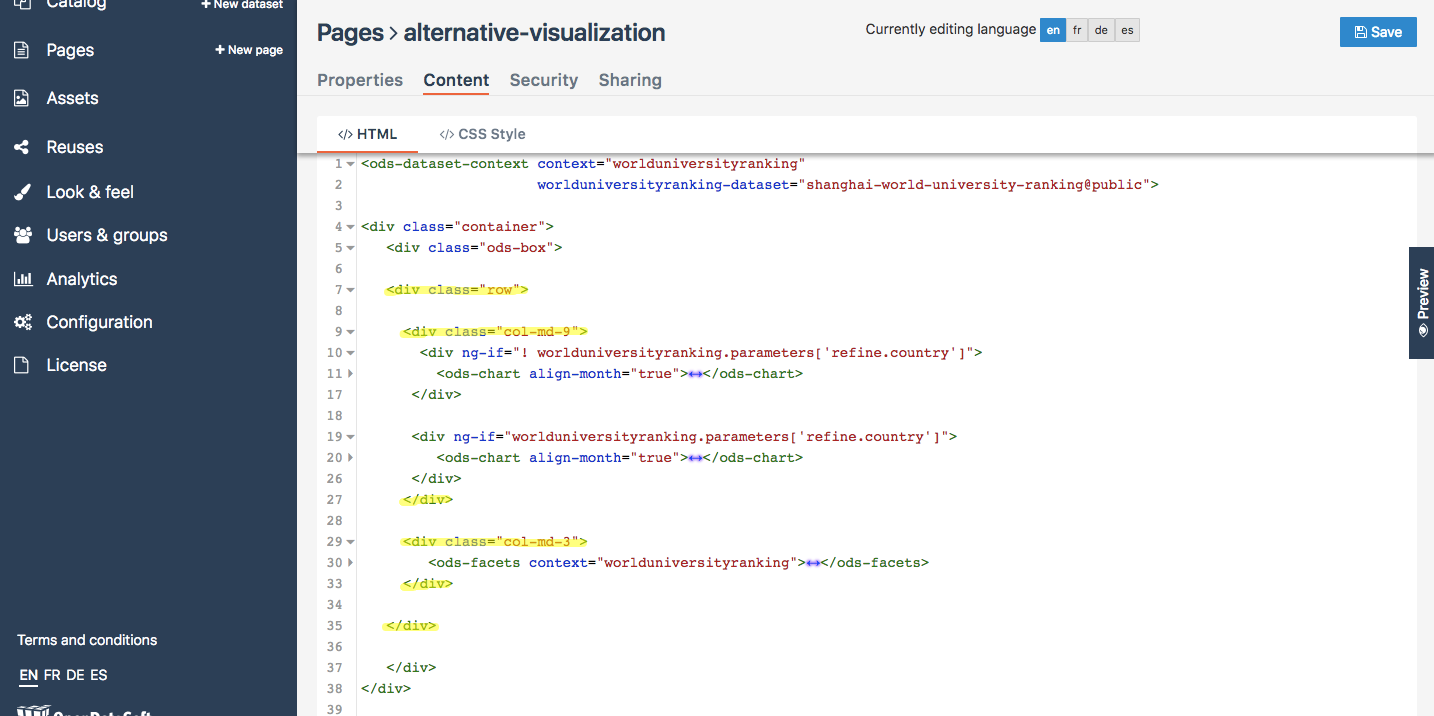 Catalog
+ New dataset
Pages
+ New page
Assets
Reuses
Look & feel
Users & groups
Analytics
Configuration
License
Terms and conditions
EN FR DE ES
OpenDataSoft
Pages > alternative-visualization
Currently editing language en fr de es
Save
Properties Content Security Sharing
</> HTML </> CSS Style
1 <ods-dataset-context context="worlduniversityranking"
2 worlduniversityranking-dataset="shanghai-world-university-ranking@public">
3
4 <div class="container">
5 <div class="ods-box">
6
7 <div class="row">
8
9 <div class="col-md-9">
10 <div ng-if="! worlduniversityranking.parameters['refine.country']">
11 <ods-chart align-month="true">↔</ods-chart>
17 </div>
18
19 <div ng-if="worlduniversityranking.parameters['refine.country']">
20 <ods-chart align-month="true">↔</ods-chart>
26 </div>
27 </div>
28
29 <div class="col-md-3">
30 <ods-facets context="worlduniversityranking">↔</ods-facets>
33 </div>
34
35 </div>
36
37 </div>
38 </div>
39
Preview